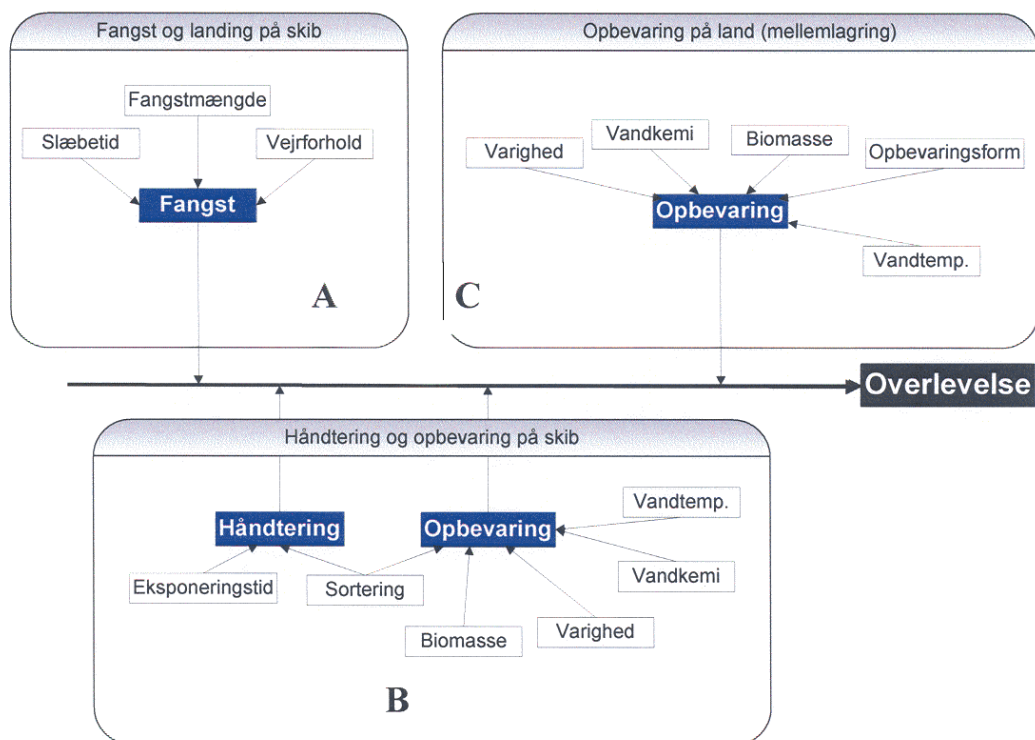 Fangst og landing på skib
Fangstmængde
Slæbetid
Vejrforhold
Fangst
A
Opbevaring på land (mellemlagring)
Vandkemi
Biomasse
Varighed
Opbevaringsform
Opbevaring
Vandtemp.
C
Overlevelse
Håndtering og opbevaring på skib
Vandtemp.
Håndtering
Opbevaring
Vandkemi
Eksponeringstid
Sortering
Varighed
Biomasse
B